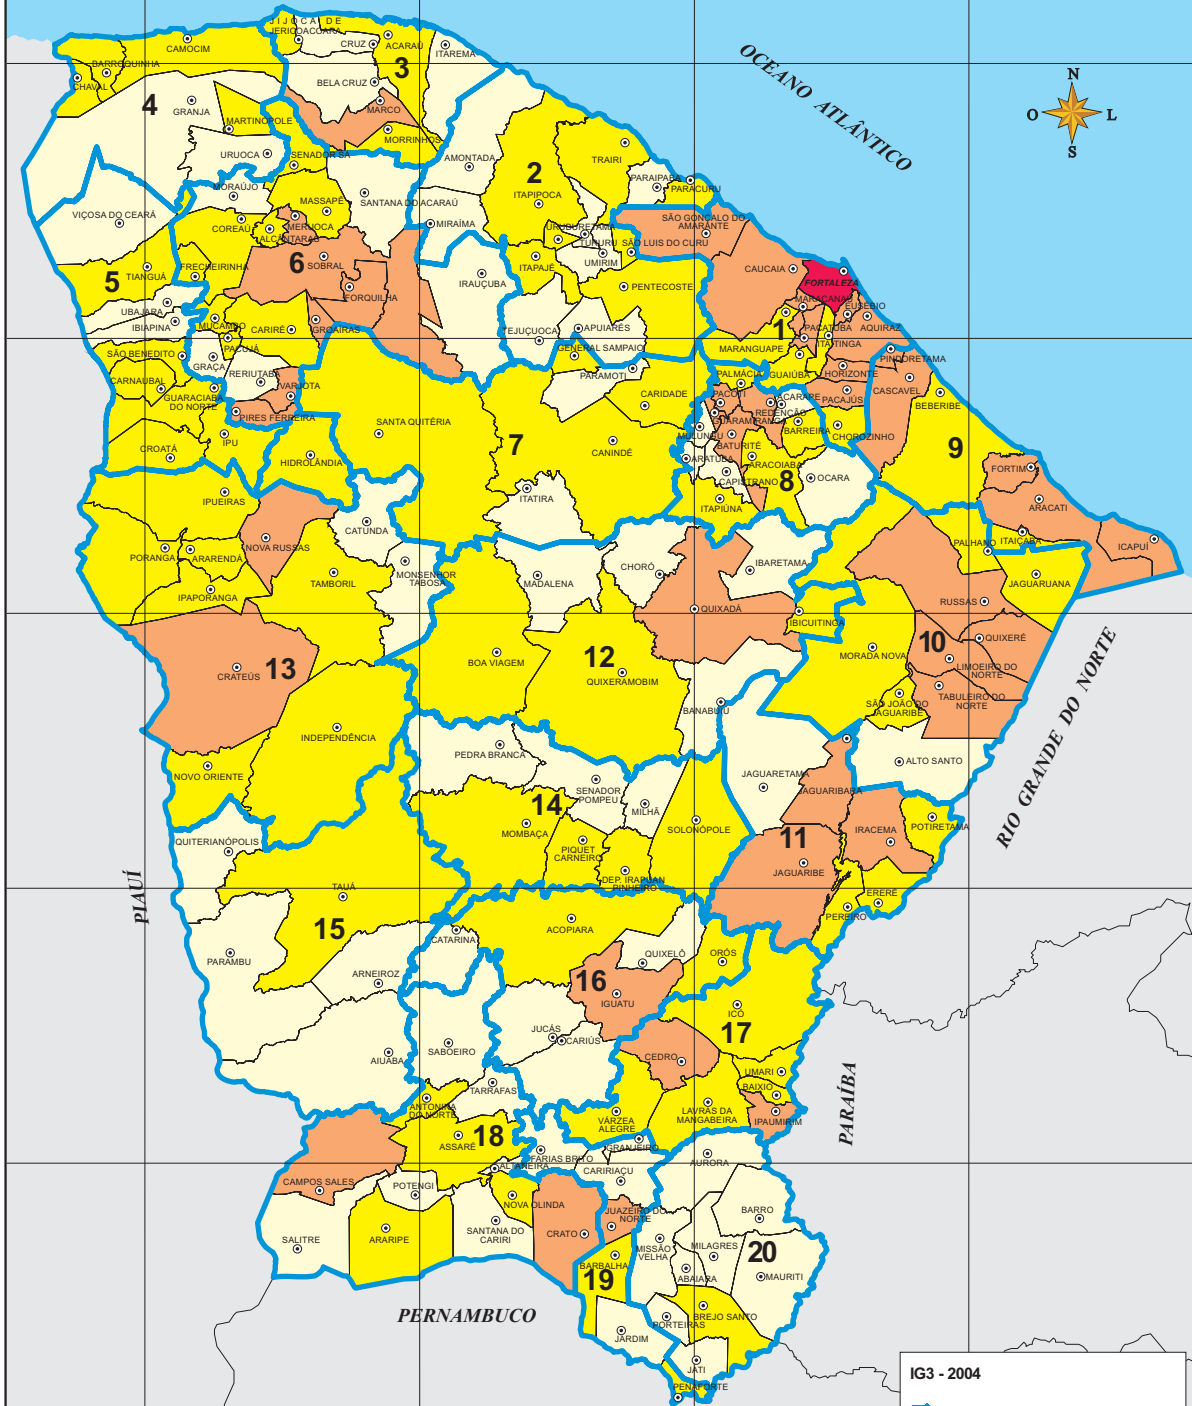 JIJOCA DE
JERICOACOARA
CAMOCIM
CRUZ
ACARAÚ
ITAREMA
OCEANO ATLÂNTICO
BARROQUINHA
CHAVAL
3
BELA CRUZ
N
O
L
S
4
GRANJA
MARCO
MARTINÓPOLE
MORRINHOS
URUOCA
SENADOR SÁ
AMONTADA
TRAIRI
2
MORAÚJO
SANTANA DO ACARAÚ
ITAPIPOCA
PARAIPABA
PARACURU
VIÇOSA DO CEARÁ
MASSAPÊ
COREAÚ
MERUOCA
ALCÂNTARAS
MIRAÍMA
URUBURETAMA
TURURU
SÃO LUIS DO CURU
SÃO GONÇALO DO
AMARANTE
UMIRIM
5
TIANGUÁ
FRECHEIRINHA
6
SOBRAL
FORQUILHA
IRAUÇUBA
ITAPAJÉ
PENTECOSTE
CAUCAIA
FORTALEZA
MARACANAÚ
EUSÉBIO
UBAJARA
IBIAPINA
MUCAMBO
CARIRÉ
GROAÍRAS
TEJUÇUOCA
APUIARÉS
1
PACATUBA
AQUIRAZ
ITAITINGA
SÃO BENEDITO
PACUJÁ
GRAÇA
GENERAL SAMPAIO
MARANGUAPE
PINDORETAMA
CARNAUBAL
RERIUTABA
VARJOTA
PARAMOTI
PALMÁCIA
GUAIÚBA
HORIZONTE
GUARACIABA
DO NORTE
PIRES FERREIRA
CARIDADE
PACOTI
ACARAPE
REDENÇÃO
PACAJÚS
CASCAVEL
BEBERIBE
GUARAMIRANGA
SANTA QUITÉRIA
7
MULUNGU
BATURITÉ
BARREIRA
CHOROZINHO
CROATÁ
IPU
HIDROLÂNDIA
CANINDÉ
ARATUBA
ARACOIABA
9
CAPISTRANO
8
OCARA
FORTIM
IPUEIRAS
ITATIRA
ITAPIÚNA
ARACATI
CATUNDA
NOVA RUSSAS
PORANGA
ARARENDÁ
PALHANO
ITAIÇABA
ICAPUÍ
TAMBORIL
MONSENHOR
TABOSA
MADALENA
CHORÓ
IBARETAMA
IPAPORANGA
JAGUARUANA
QUIXADÁ
IBICUITINGA
RUSSAS
RIO GRANDE DO NORTE
10
QUIXERÉ
13
CRATEÚS
BOA VIAGEM
12
QUIXERAMOBIM
MORADA NOVA
LIMOEIRO DO
NORTE
TABULEIRO DO
NORTE
BANABUIU
SÃO JOÃO DO
JAGUARIBE
INDEPENDÊNCIA
PEDRA BRANCA
NOVO ORIENTE
JAGUARETAMA
ALTO SANTO
SENADOR
POMPEU
JAGUARIBARA
14
MILHÃ
MOMBAÇA
SOLONÓPOLE
IRACEMA
POTIRETAMA
QUITERIANÓPOLIS
PIQUET
CARNEIRO
11
JAGUARIBE
PIAUÍ
TAUÁ
DEP. IRAPUAN
PINHEIRO
ERERÊ
PEREIRO
15
CATARINA
ACOPIARA
PARAMBU
QUIXELÔ
ORÓS
ARNEIROZ
16
IGUATU
ICÓ
17
JUCÁS
CARIÚS
AIUABA
SABOEIRO
CEDRO
UMARI
PARAÍBA
TARRAFAS
BAIXIO
ANTONINA
DO NORTE
LAVRAS DA
MANGABEIRA
VÁRZEA
ALEGRE
IPAUMIRIM
18
ASSARÉ
GRANJEIRO
FARIAS BRITO
AURORA
ALTANEIRA
CARIRIAÇU
CAMPOS SALES
POTENGI
NOVA OLINDA
JUAZEIRO DO
NORTE
BARRO
SALITRE
ARARIPE
SANTANA DO
CARIRI
CRATO
MISSÃO
VELHA
MILAGRES
20
BARBALHA
ABAIARA
MAURITI
19
PERNAMBUCO
BREJO SANTO
PORTEIRAS
JARDIM
JATI
PENAFORTE
IG3 - 2004